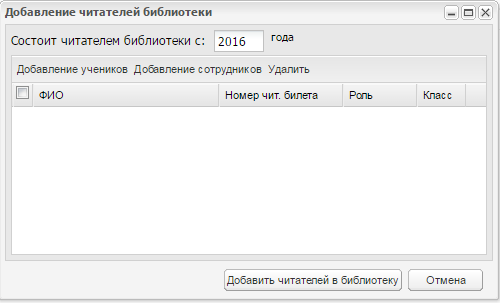 Добавление читателей библиотеки
Состоит читателем библиотеки с: 2016 года
Добавление учеников Добавление сотрудников Удалить
ФИО Номер чит. билета Роль Класс
Добавить читателей в библиотеку Отмена